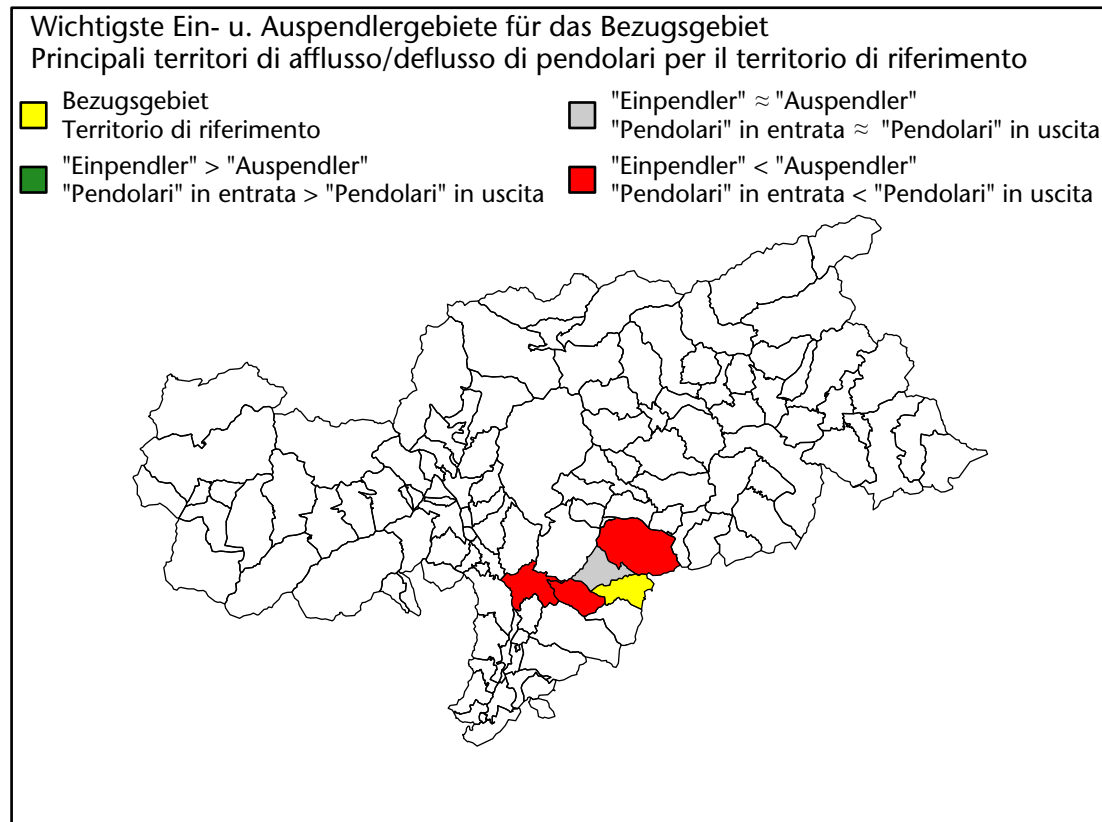 Wichtigste Ein- u. Auspendlergebiete für das Bezugsgebiet
Principali territori di afflusso/deflusso di pendolari per il territorio di riferimento
Bezugsgebiet
Territorio di riferimento
"Einpendler" > "Auspendler"
"Pendolari" in entrata > "Pendolari" in uscita
"Einpendler" ≈ "Auspendler"
"Pendolari" in entrata ≈ "Pendolari" in uscita
"Einpendler" < "Auspendler"
"Pendolari" in entrata < "Pendolari" in uscita